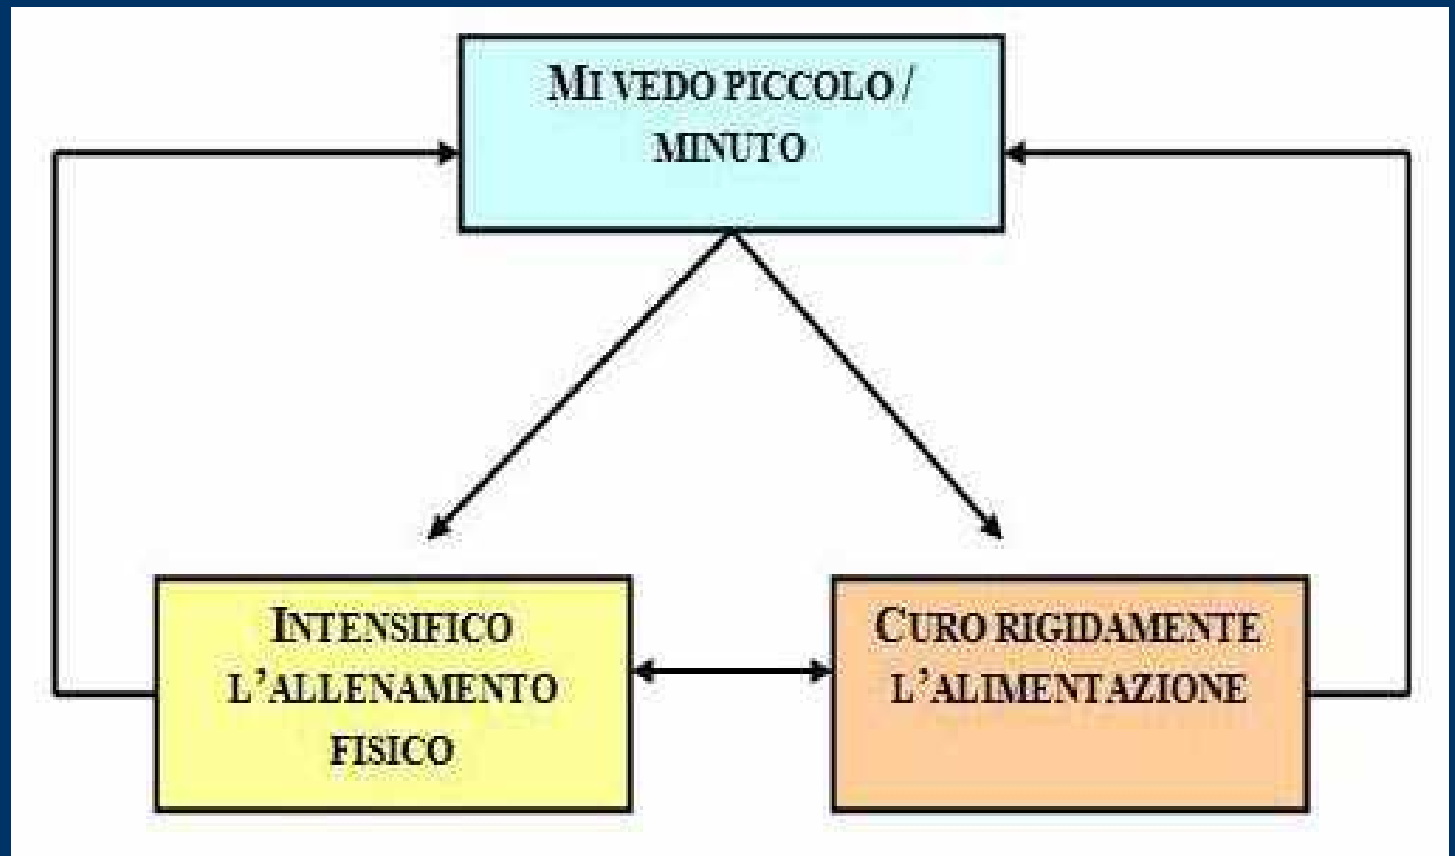 MI VEDO PICCOLO /
MINUTO
INTENSIFICO
L’ALLENAMENTO
FISICO
CURO RIGIDAMENTE
L’ALIMENTAZIONE